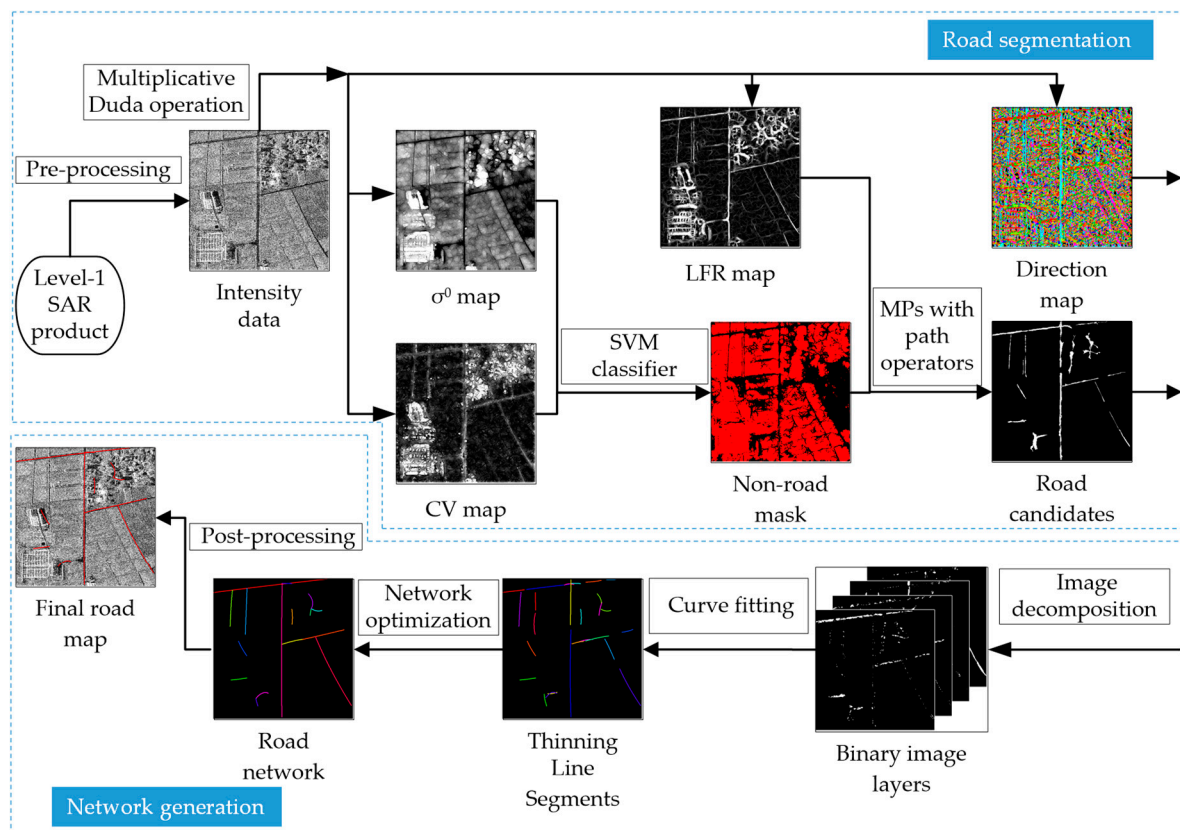 Road segmentation
Multiplicative
Duda operation
Pre-processing
Level-1
SAR
product
Intensity
data
σ⁰ map
LFR map
Direction
map
SVM
classifier
MPs with
path
operators
CV map
Non-road
mask
Road
candidates
Final road
map
Post-processing
Network
optimization
Curve fitting
Image
decomposition
Road
network
Thinning
Line
Segments
Binary image
layers
Network generation